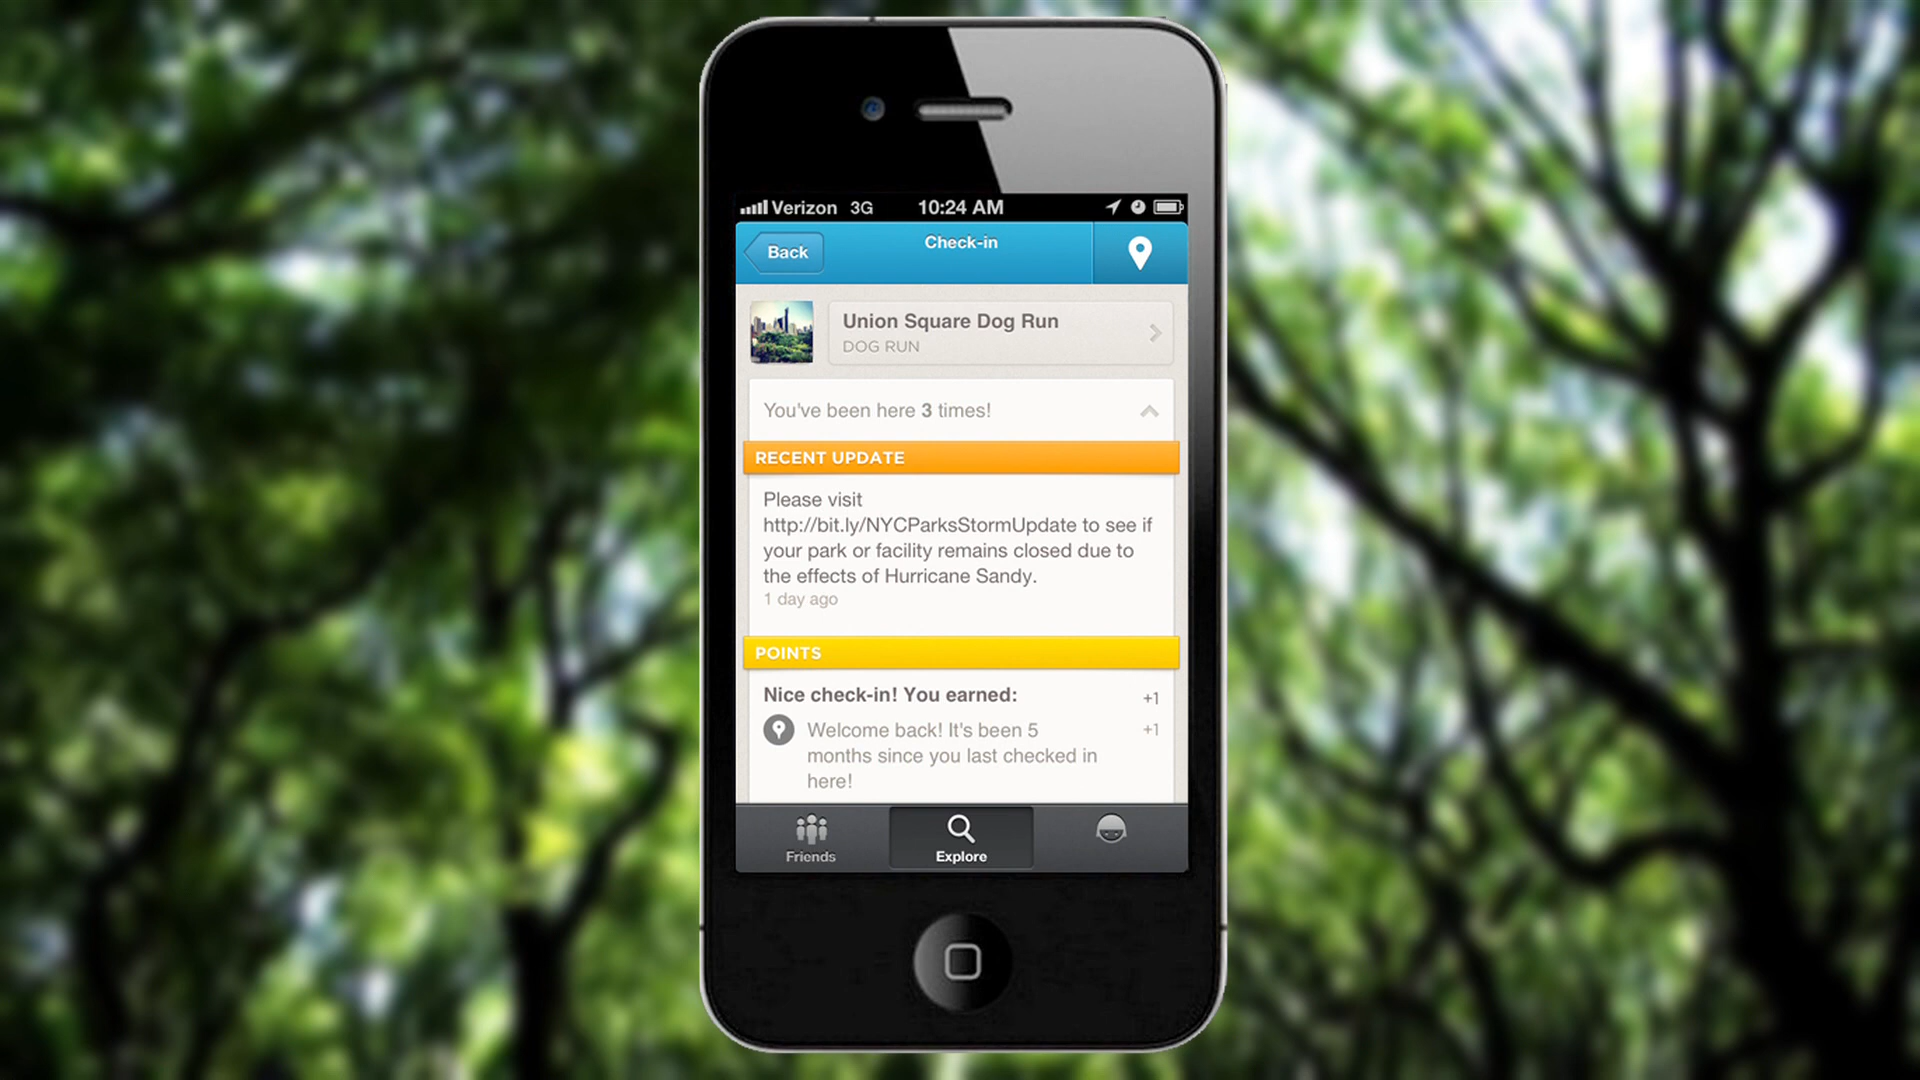 Verizon 3G 10:24 AM
Back
Check-in
Union Square Dog Run
DOG RUN
You've been here 3 times!
RECENT UPDATE
Please visit
http://bit.ly/NYCParksStormUpdate to see if
your park or facility remains closed due to
the effects of Hurricane Sandy.
1 day ago
POINTS
Nice check-in! You earned: +1
Welcome back! It's been 5 +1
months since you last checked in
here!
Friends
Explore